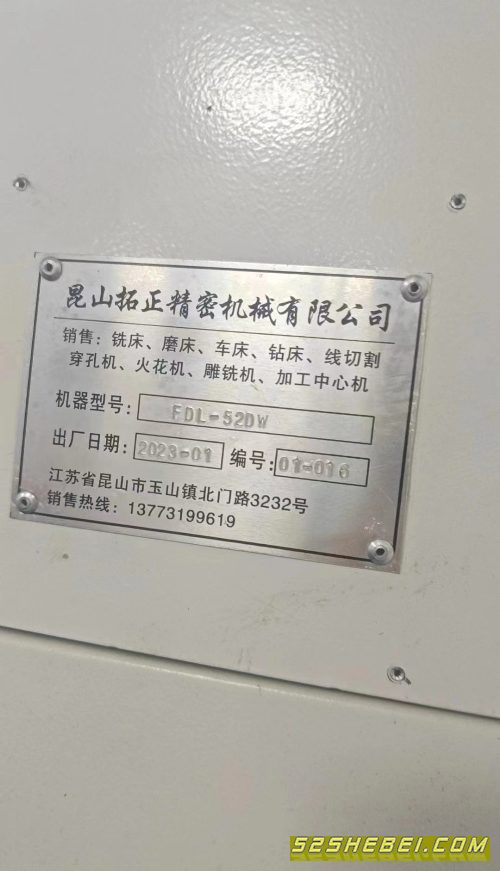 昆山拓正精密机械有限公司
销售：铣床、磨床、车床、钻床、线切割
穿孔机、火花机、雕铣机、加工中心机
机器型号：FDL-52DW
出厂日期：2023-01 编号：01-016
江苏省昆山市玉山镇北门路3232号
销售热线：13773199619
52SHEBEI.COM